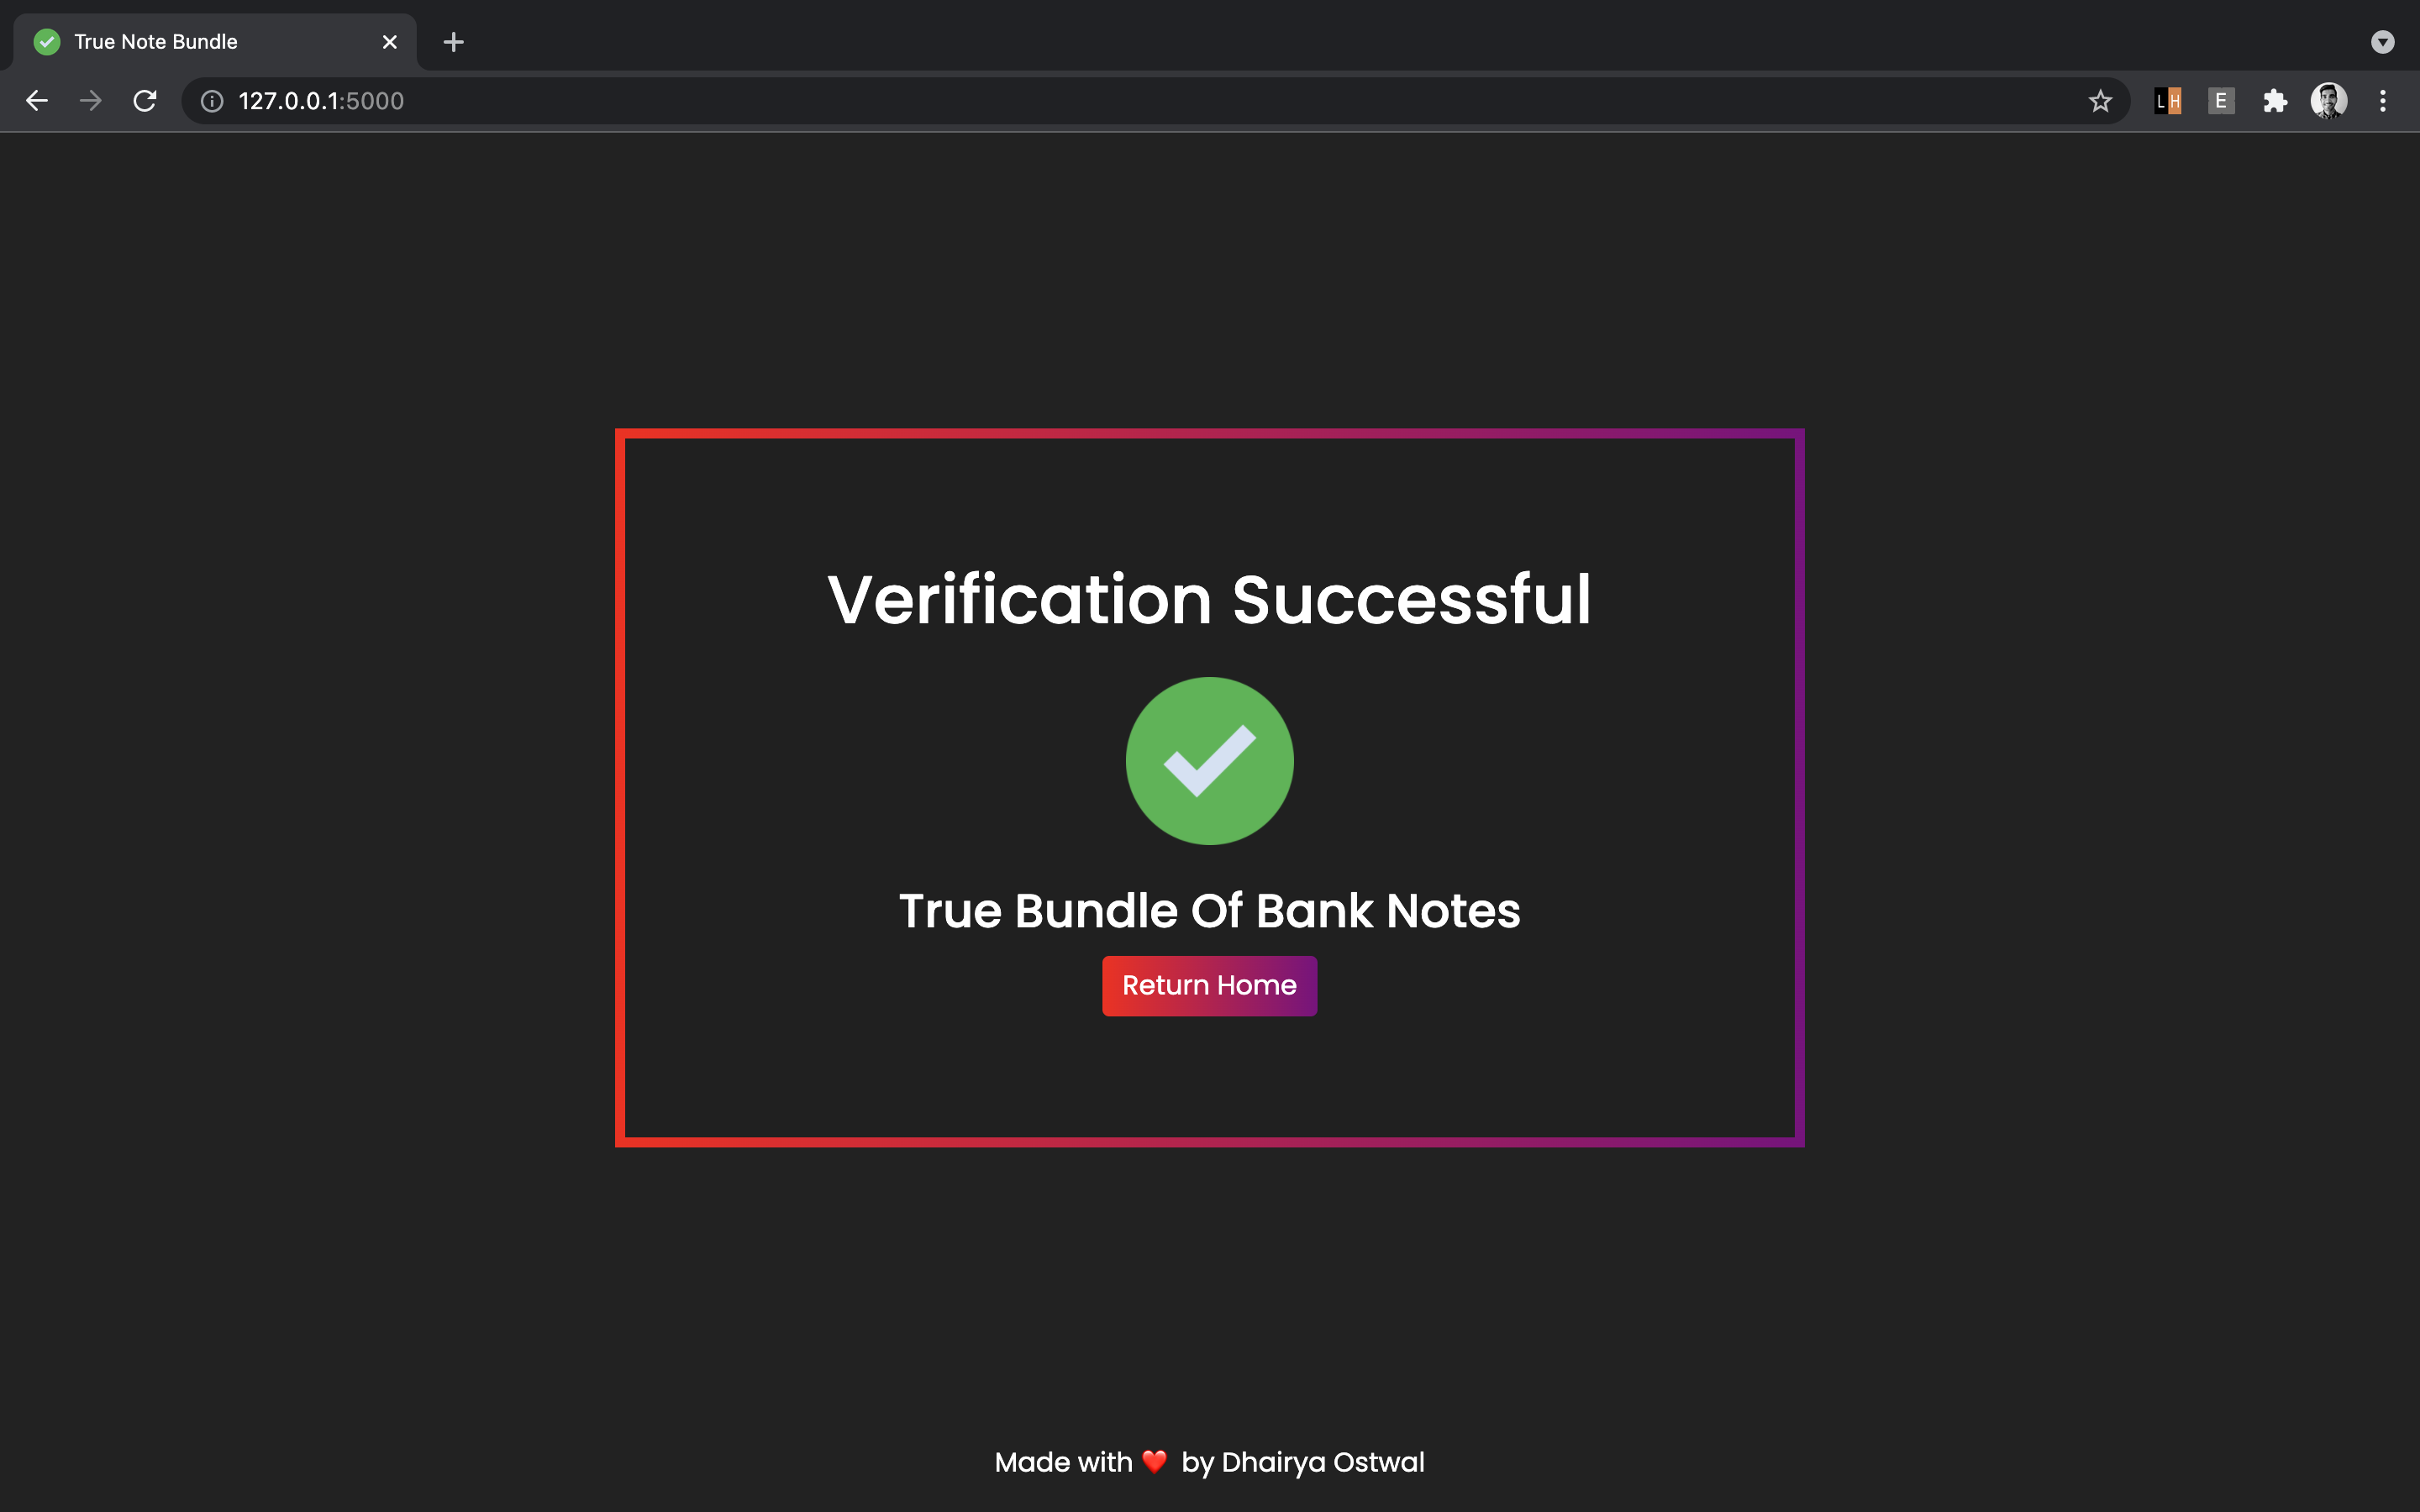 True Note Bundle
127.0.0.1:5000
LH
E
Verification Successful
True Bundle Of Bank Notes
Return Home
Made with ❤️ by Dhairya Ostwal